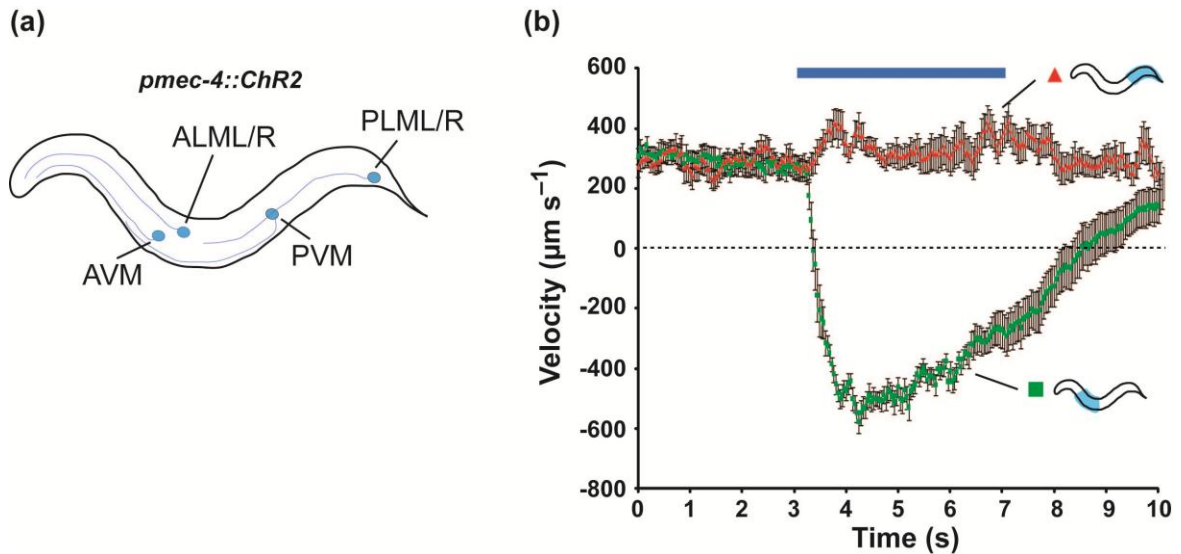 (a)
pmec-4::ChR2
ALML/R
PLML/R
AVM
PVM
(b)
Velocity (µm s⁻¹)
600
400
200
0
-200
-400
-600
-800
0 1 2 3 4 5 6 7 8 9 10
Time (s)